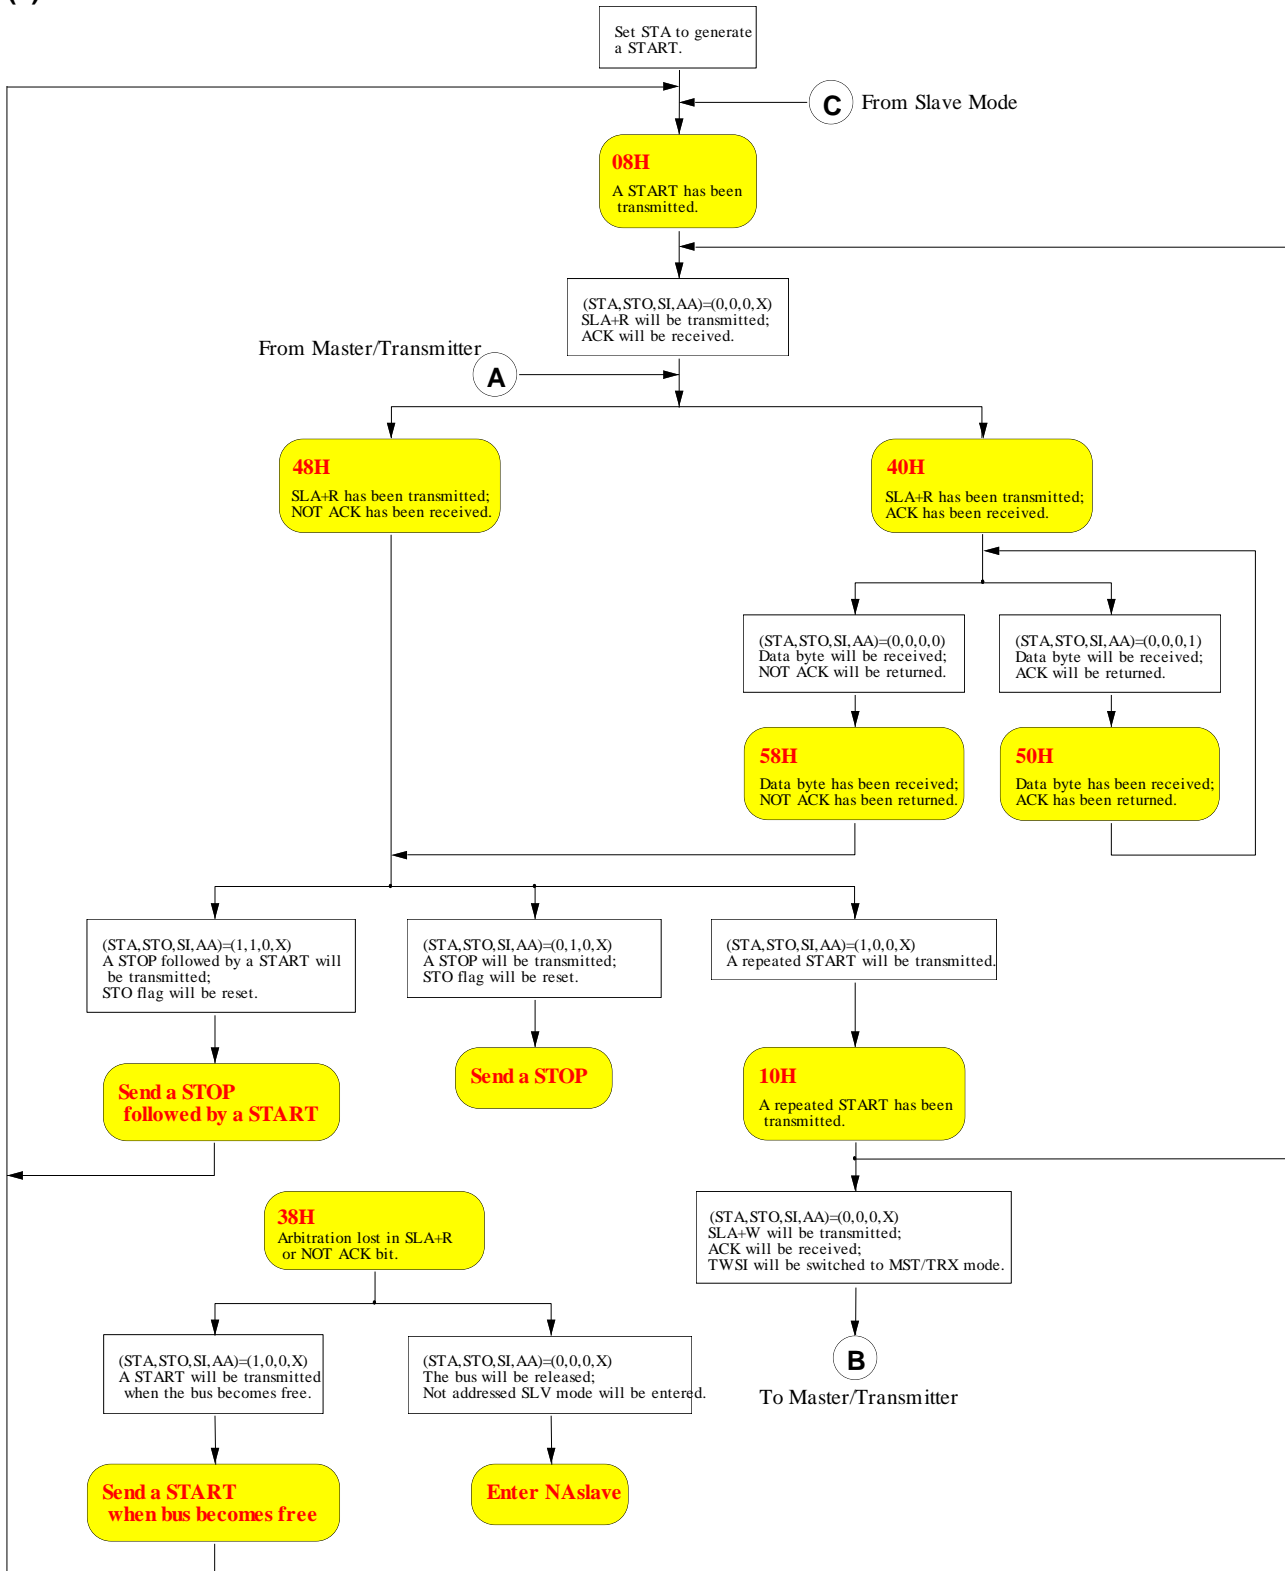 Set STA to generate
a START.
C
From Slave Mode
08H
A START has been
transmitted.
(STA,STO,SI,AA)=(0,0,0,X)
SLA+R will be transmitted;
ACK will be received.
From Master/Transmitter
A
48H
SLA+R has been transmitted;
NOT ACK has been received.
40H
SLA+R has been transmitted;
ACK has been received.
(STA,STO,SI,AA)=(0,0,0,0)
Data byte will be received;
NOT ACK will be returned.
(STA,STO,SI,AA)=(0,0,0,1)
Data byte will be received;
ACK will be returned.
58H
Data byte has been received;
NOT ACK has been returned.
50H
Data byte has been received;
ACK has been returned.
(STA,STO,SI,AA)=(1,1,0,X)
A STOP followed by a START will
be transmitted;
STO flag will be reset.
(STA,STO,SI,AA)=(0,1,0,X)
A STOP will be transmitted;
STO flag will be reset.
(STA,STO,SI,AA)=(1,0,0,X)
A repeated START will be transmitted.
Send a STOP
followed by a START
Send a STOP
10H
A repeated START has been
transmitted.
38H
Arbitration lost in SLA+R
or NOT ACK bit.
(STA,STO,SI,AA)=(0,0,0,X)
SLA+W will be transmitted;
ACK will be received;
TWSI will be switched to MST/TRX mode.
(STA,STO,SI,AA)=(1,0,0,X)
A START will be transmitted
when the bus becomes free.
(STA,STO,SI,AA)=(0,0,0,X)
The bus will be released;
Not addressed SLV mode will be entered.
B
To Master/Transmitter
Send a START
when bus becomes free
Enter NAslave